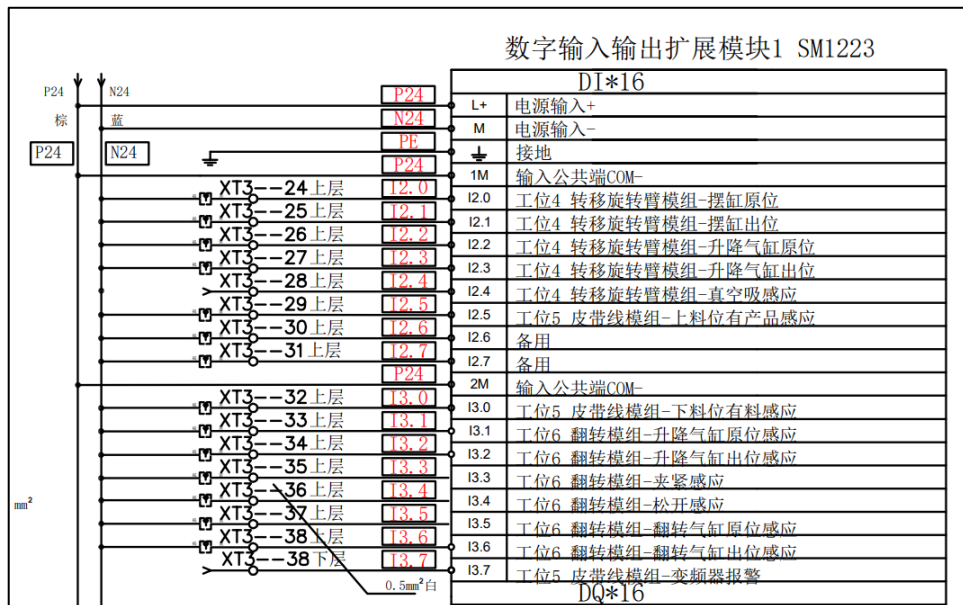 数字输入输出扩展模块1 SM1223
DI*16
P24 N24
棕 蓝
P24 N24
P24 L+ 电源输入+
N24 M 电源输入-
PE 接地
P24 1M 输入公共端COM-
XT3--24上层 I2.0 I2.0 工位4 转移旋转臂模组-摆缸原位
XT3--25上层 I2.1 I2.1 工位4 转移旋转臂模组-摆缸出位
XT3--26上层 I2.2 I2.2 工位4 转移旋转臂模组-升降气缸原位
XT3--27上层 I2.3 I2.3 工位4 转移旋转臂模组-升降气缸出位
XT3--28上层 I2.4 I2.4 工位4 转移旋转臂模组-真空吸感应
XT3--29上层 I2.5 I2.5 工位5 皮带线模组-上料位有产品感应
XT3--30上层 I2.6 I2.6 备用
XT3--31上层 I2.7 I2.7 备用
P24 2M 输入公共端COM-
XT3--32上层 I3.0 I3.0 工位5 皮带线模组-下料位有料感应
XT3--33上层 I3.1 I3.1 工位6 翻转模组-升降气缸原位感应
XT3--34上层 I3.2 I3.2 工位6 翻转模组-升降气缸出位感应
XT3--35上层 I3.3 I3.3 工位6 翻转模组-夹紧感应
XT3--36上层 I3.4 I3.4 工位6 翻转模组-松开感应
mm²
XT3--37上层 I3.5 I3.5 工位6 翻转模组-翻转气缸原位感应
XT3--38上层 I3.6 I3.6 工位6 翻转模组-翻转气缸出位感应
XT3--38下层 I3.7 I3.7 工位5 皮带线模组-变频器报警
0.5mm²白
DQ*16